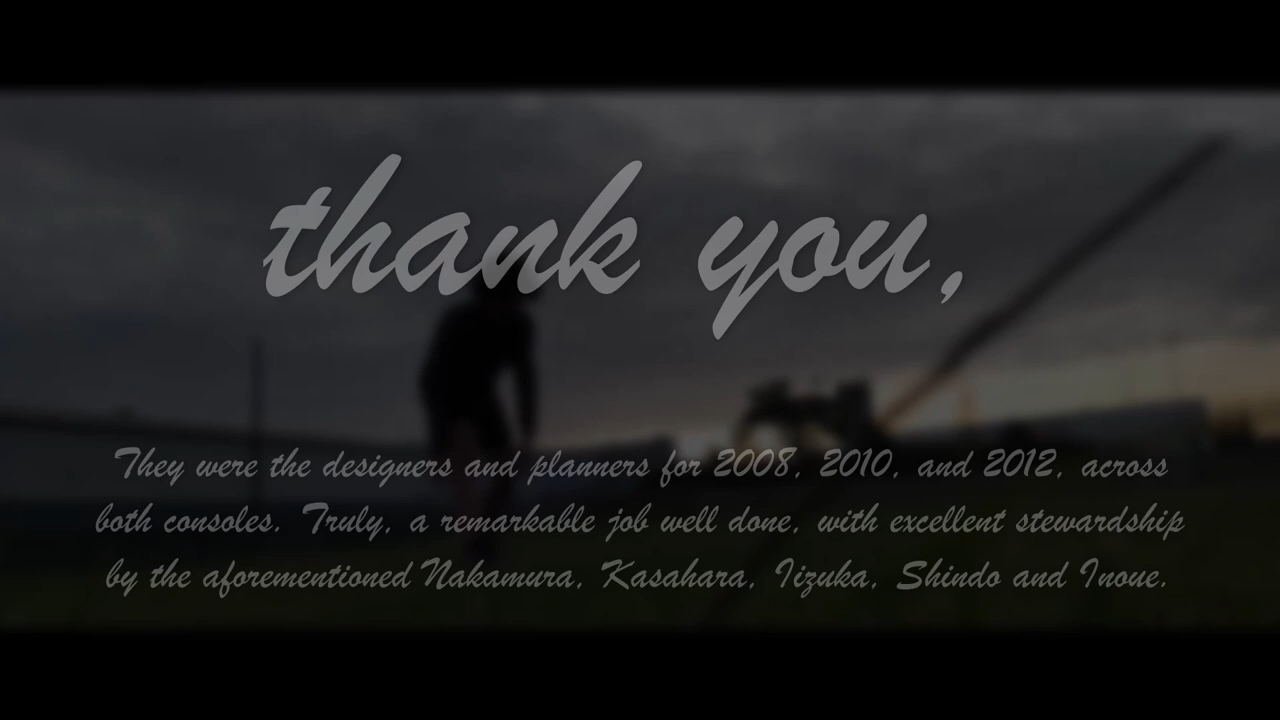 thank you,
They were the designers and planners for 2008, 2010, and 2012, across
both consoles. Truly, a remarkable job well done, with excellent stewardship
by the aforementioned Nakamura, Kasahara, Iizuka, Shindo and Inoue.